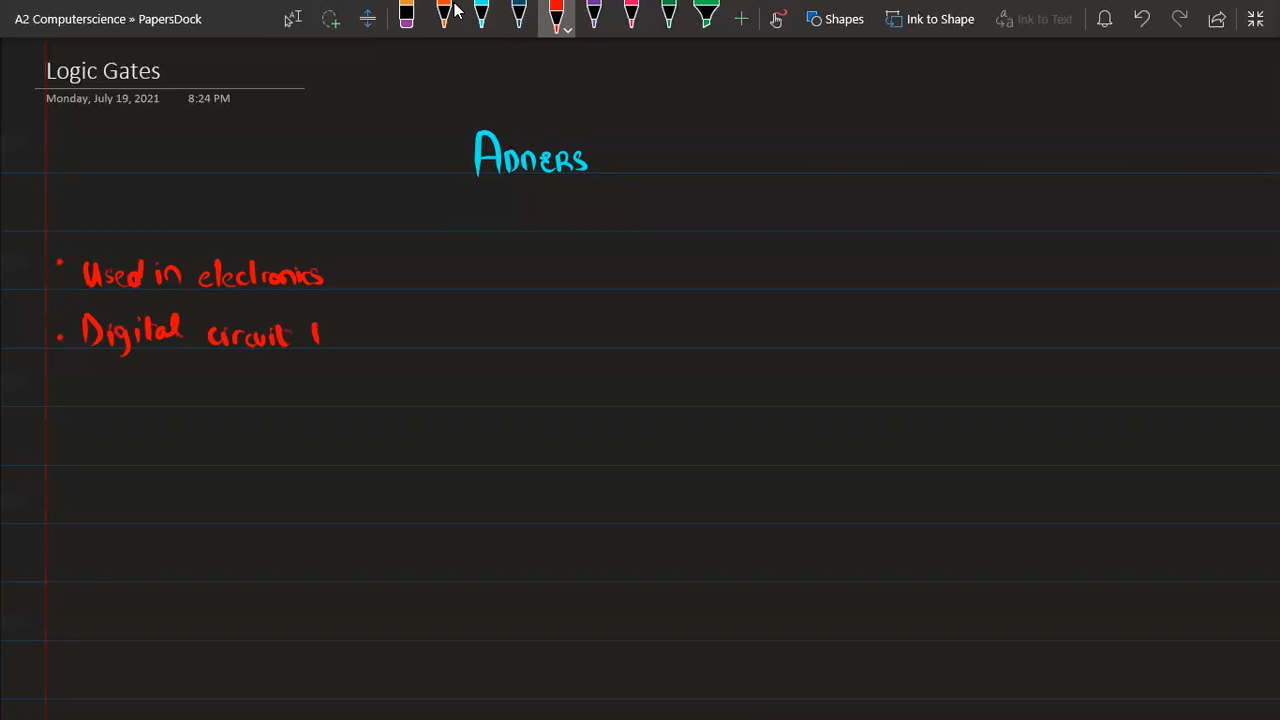 A2 Computerscience » PapersDock
Shapes
Ink to Shape
Ink to Text
Logic Gates
Monday, July 19, 2021 8:24 PM
ADDERS
• Used in electronics
• Digital circuit